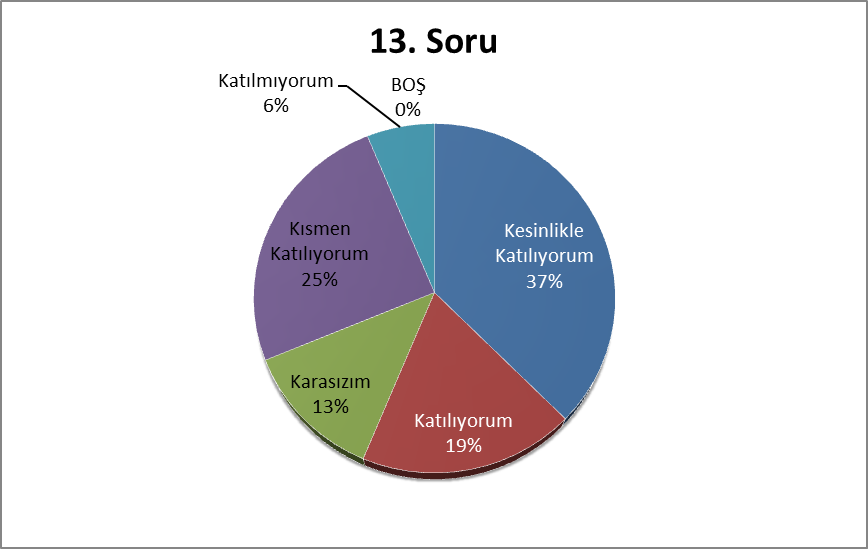 13. Soru
Katılmıyorum
6%
BOŞ
0%
Kesinlikle
Katılıyorum
37%
Kısmen
Katılıyorum
25%
Karasızım
13%
Katılıyorum
19%